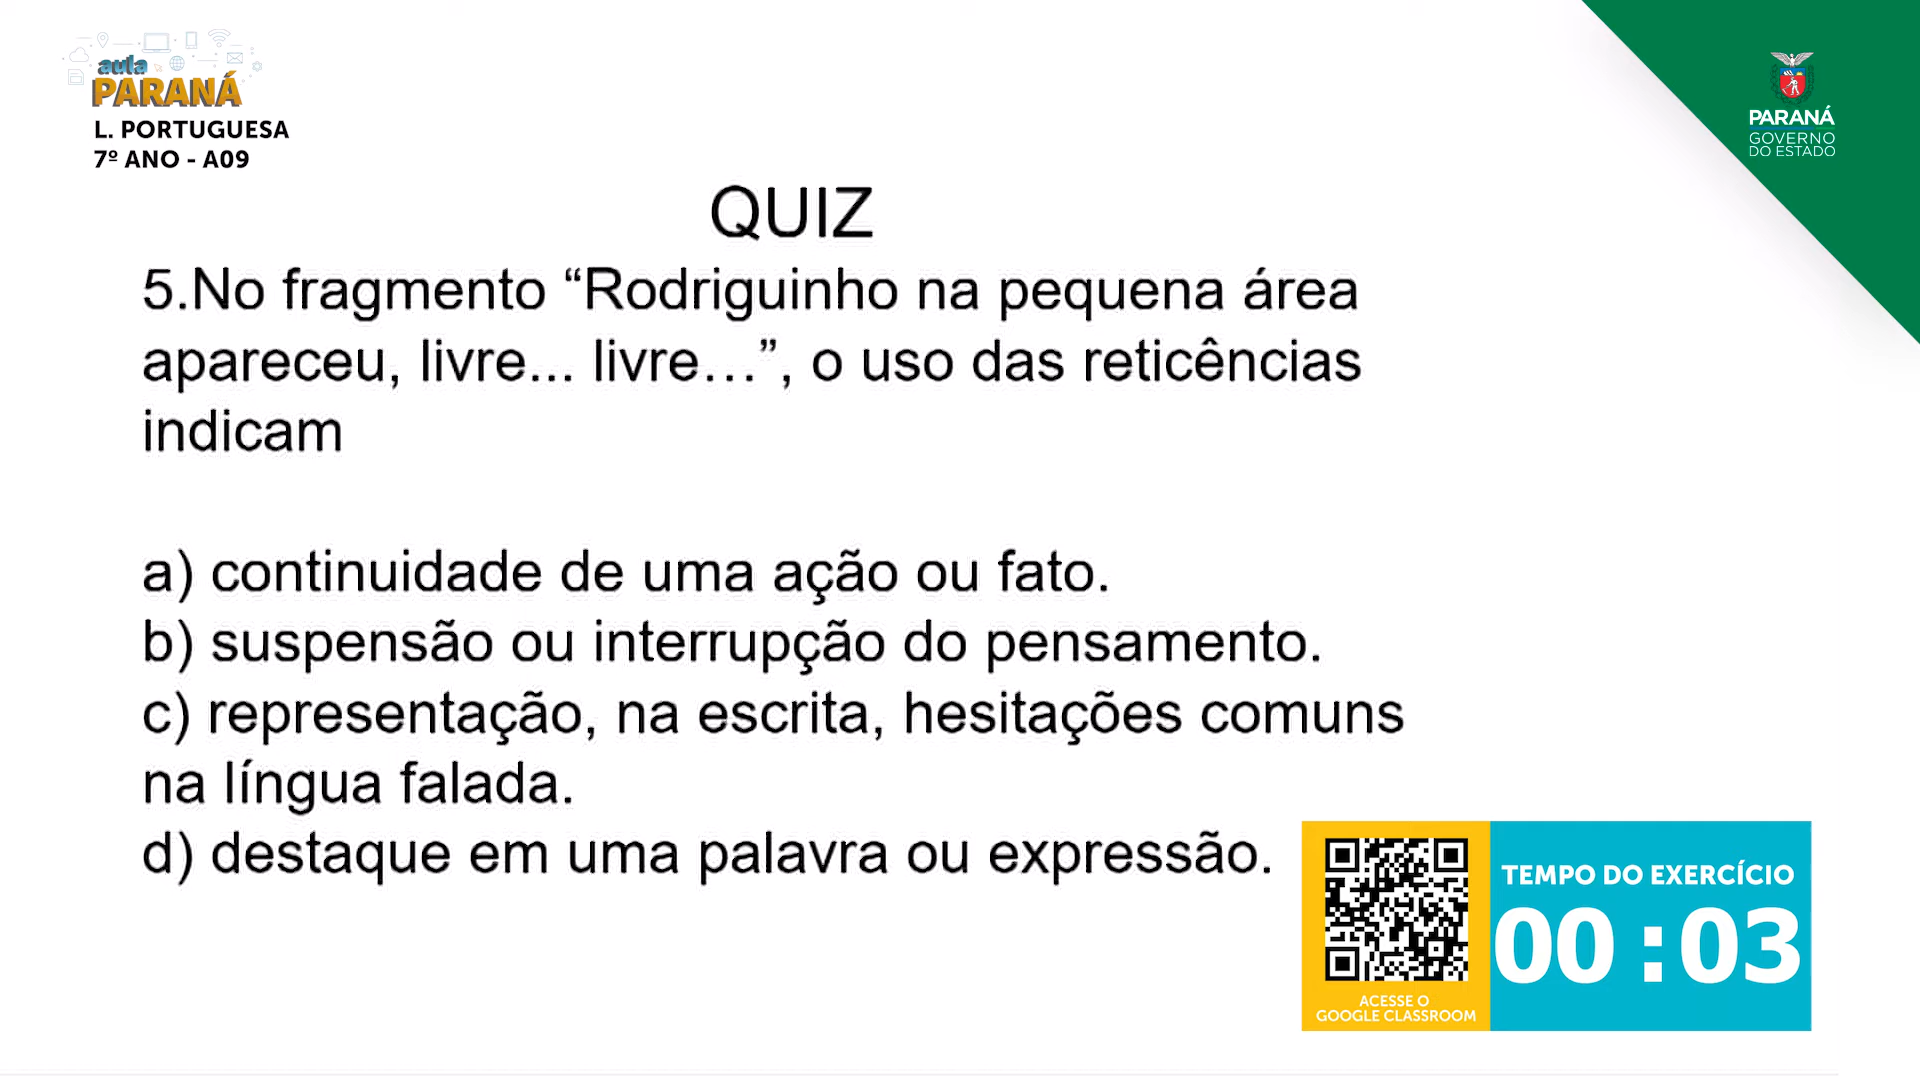 aula
PARANÁ
L. PORTUGUESA
7º ANO - A09
PARANÁ
GOVERNO
DO ESTADO
QUIZ
5.No fragmento “Rodriguinho na pequena área
apareceu, livre... livre…”, o uso das reticências
indicam
a) continuidade de uma ação ou fato.
b) suspensão ou interrupção do pensamento.
c) representação, na escrita, hesitações comuns
na língua falada.
d) destaque em uma palavra ou expressão.
TEMPO DO EXERCÍCIO
00:03
ACESSE O
GOOGLE CLASSROOM